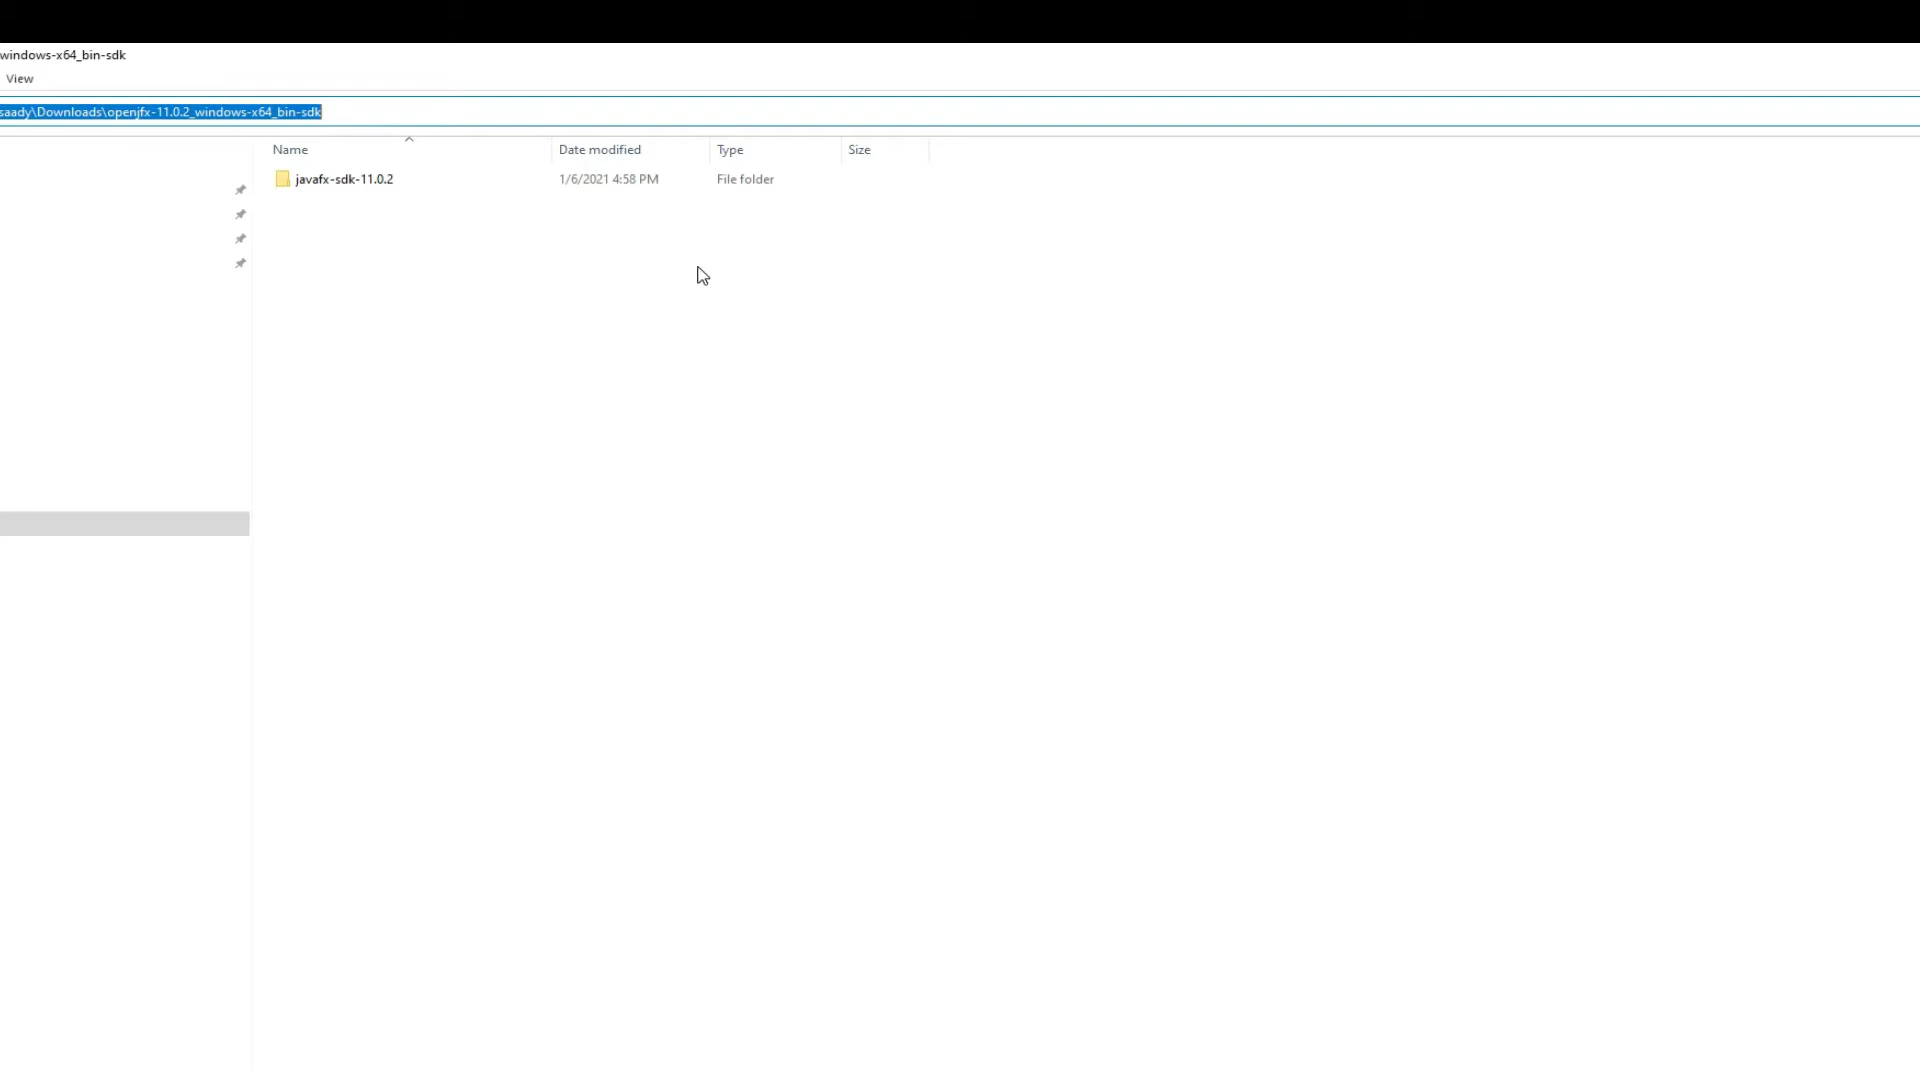 windows-x64_bin-sdk
View
saady\Downloads\openjfx-11.0.2_windows-x64_bin-sdk
Name Date modified Type Size
javafx-sdk-11.0.2 1/6/2021 4:58 PM File folder